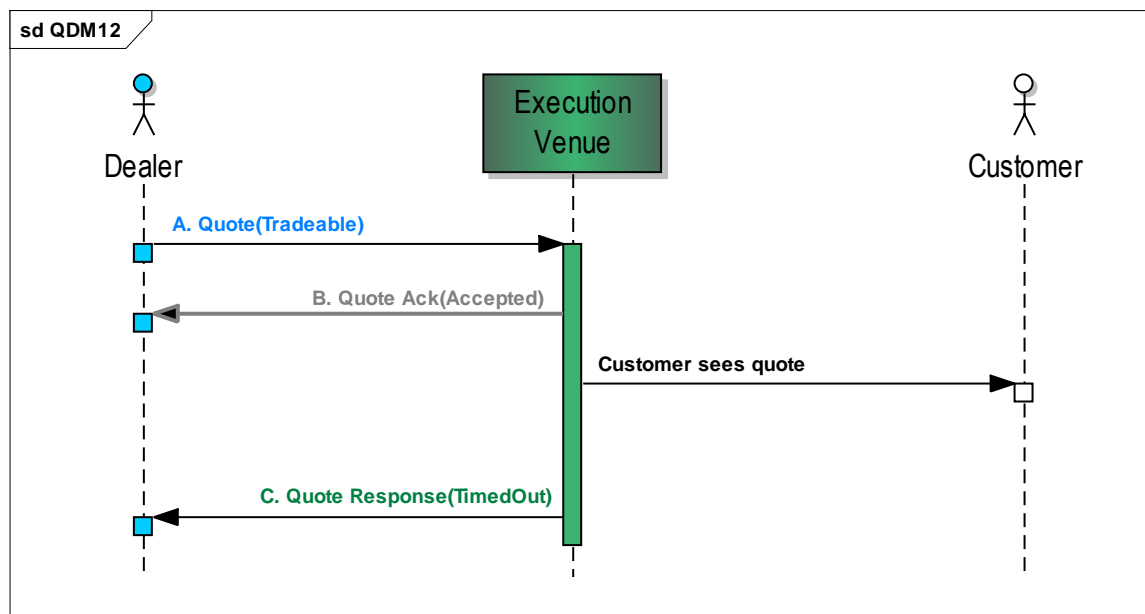 sd QDM12
Execution
Venue
Dealer
Customer
A. Quote(Tradeable)
B. Quote Ack(Accepted)
Customer sees quote
C. Quote Response(TimedOut)